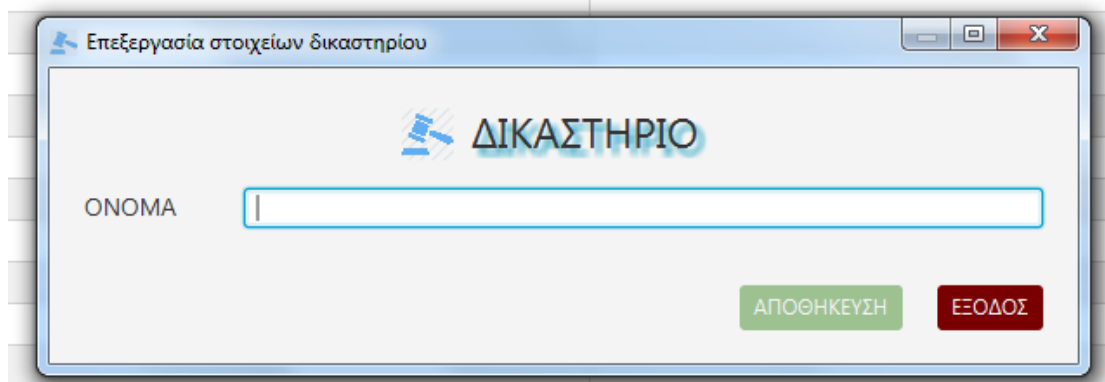 Επεξεργασία στοιχείων δικαστηρίου
ΔΙΚΑΣΤΗΡΙΟ
ΟΝΟΜΑ
ΑΠΟΘΗΚΕΥΣΗ ΕΞΟΔΟΣ